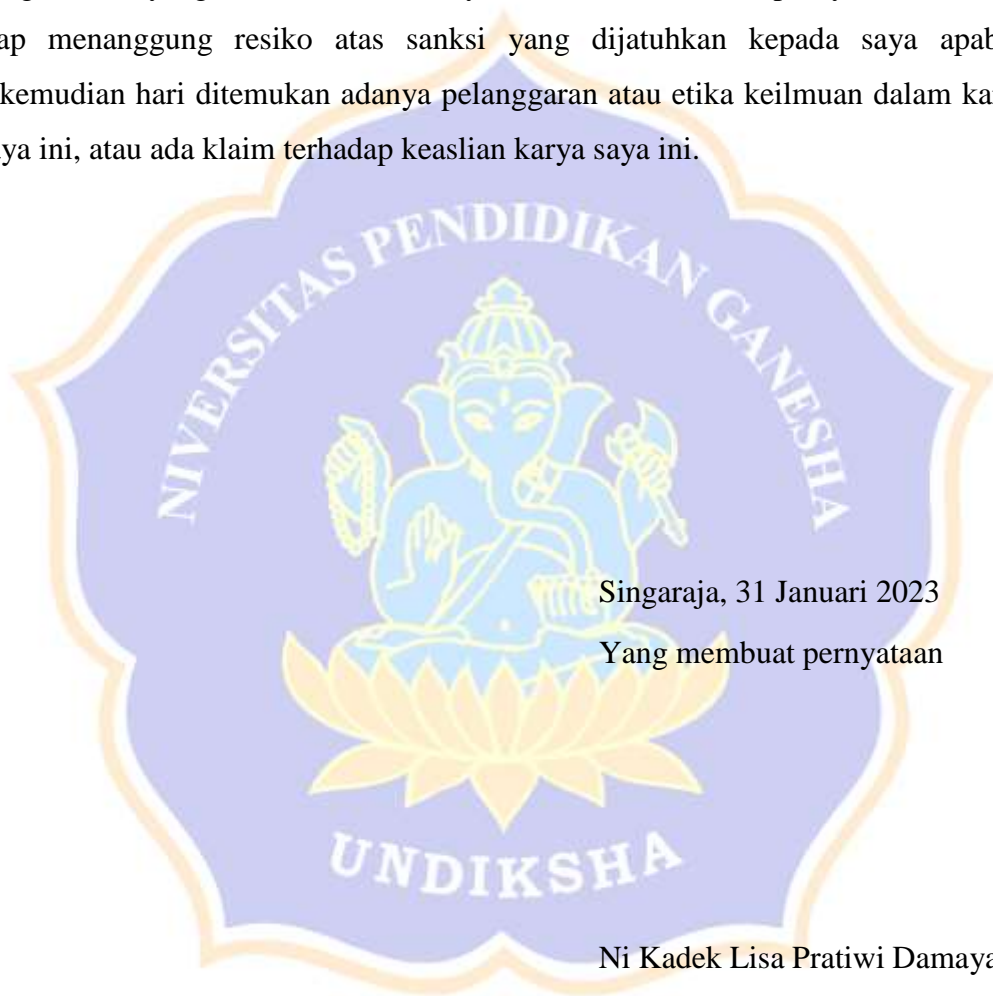 ap menanggung resiko atas sanksi yang dijatuhkan kepada saya apab
kemudian hari ditemukan adanya pelanggaran atau etika keilmuan dalam ka
ya ini, atau ada klaim terhadap keaslian karya saya ini.
NIVERSITAS PENDIDIKAN GANESHA
Singaraja, 31 Januari 2023
Yang membuat pernyataan
UNDIKSHA
Ni Kadek Lisa Pratiwi Damaya